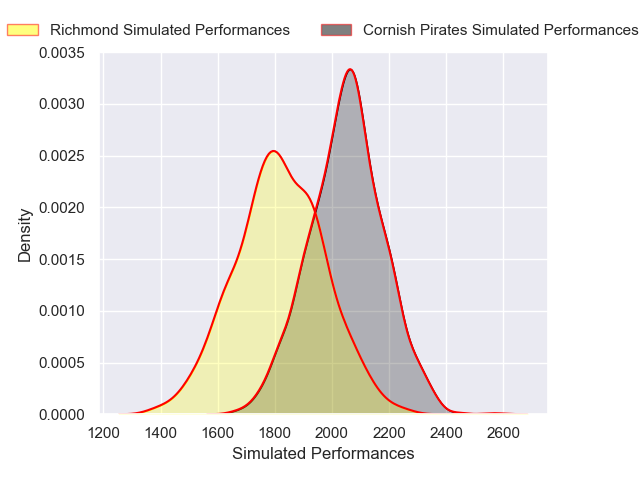 Richmond Simulated Performances
Cornish Pirates Simulated Performances
0.0035
0.0030
0.0025
0.0020
0.0015
0.0010
0.0005
0.0000
Density
1200 1400 1600 1800 2000 2200 2400 2600
Simulated Performances